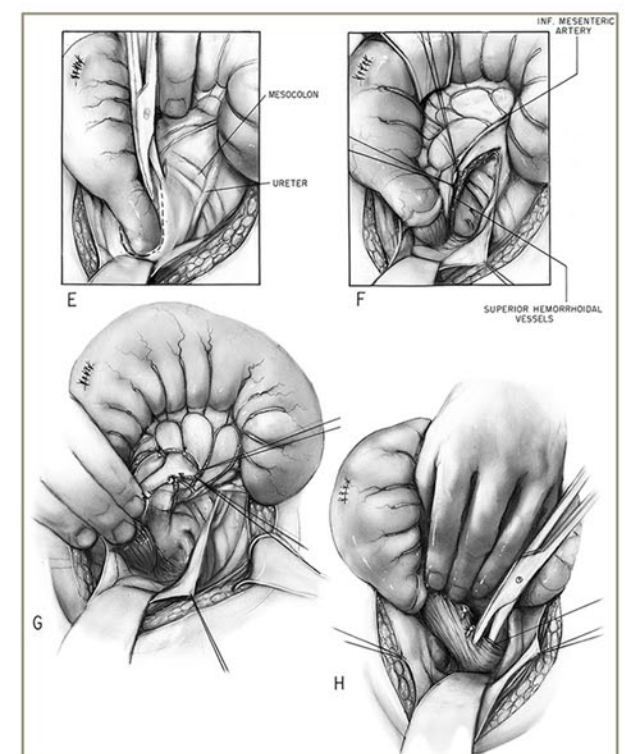 INF. MESENTERIC
ARTERY
MESOCOLON
URETER
E
F
SUPERIOR HEMORRHOIDAL
VESSELS
G
H